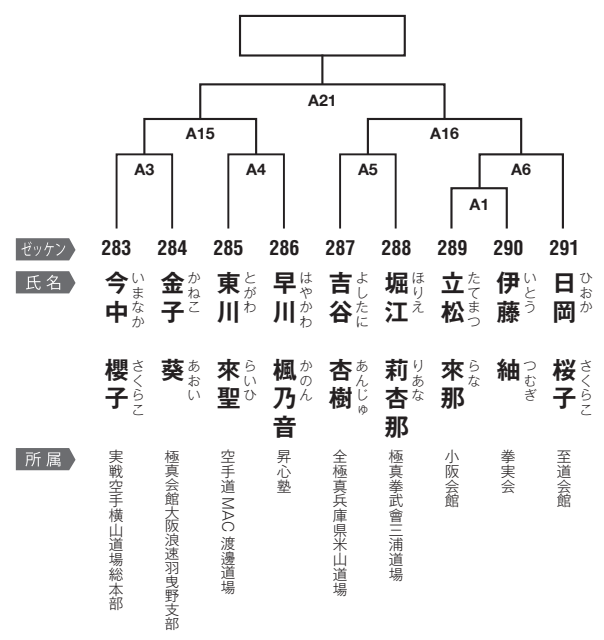 A21
A15
A16
A3
A4
A5
A6
A1
ゼッケン
283
284
285
286
287
288
289
290
291
氏名
今中 櫻子
いまなか さくらこ
金子 葵
かねこ あおい
東川 來聖
とがわ らいひ
早川 楓乃音
はやかわ かのん
吉谷 杏樹
よしたに あんじゅ
堀江 莉杏那
ほりえ りあな
立松 來那
たてまつ らな
伊藤 紬
いとう つむぎ
日岡 桜子
ひおか さくらこ
所属
実戦空手横山道場総本部
極真会館大阪浪速羽曳野支部
空手道 MAC 渡邊道場
昇心塾
全極真兵庫県米山道場
極真拳武會三浦道場
小阪会館
拳実会
至道会館